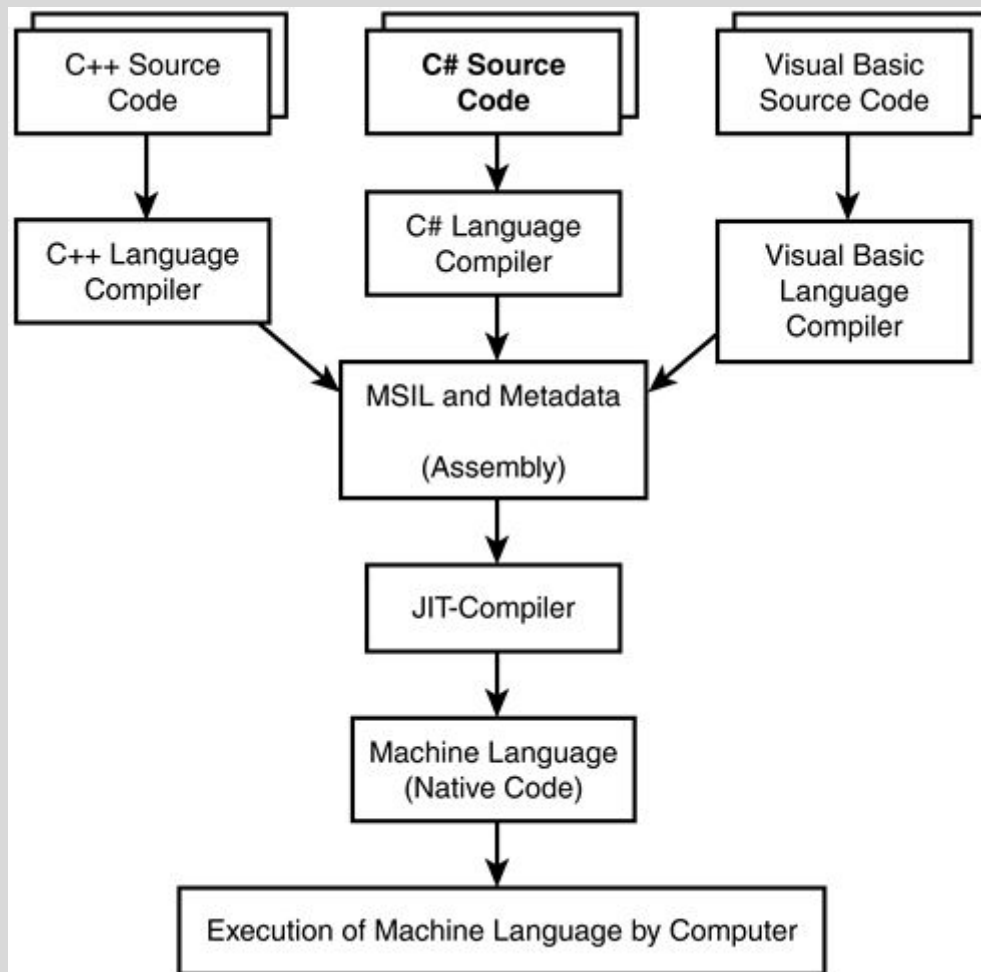 C++ Source
Code
C# Source
Code
Visual Basic
Source Code
C++ Language
Compiler
C# Language
Compiler
Visual Basic
Language
Compiler
MSIL and Metadata
(Assembly)
JIT-Compiler
Machine Language
(Native Code)
Execution of Machine Language by Computer